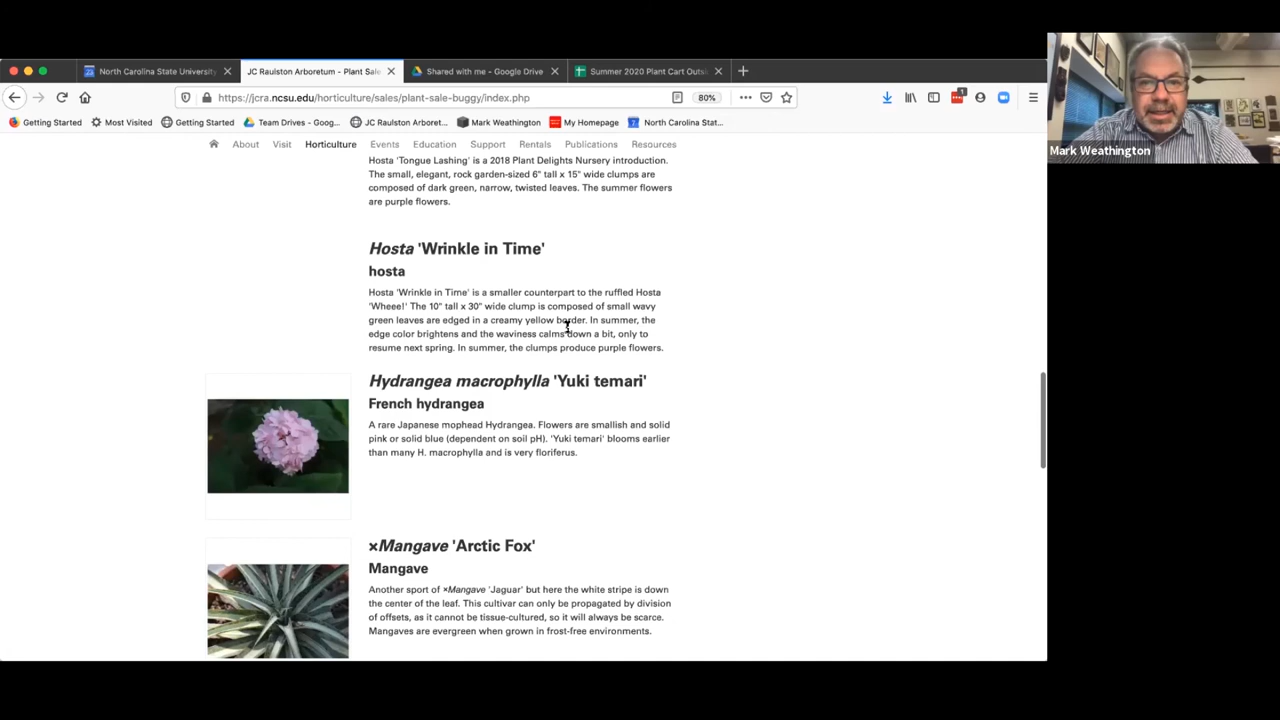 North Carolina State University
JC Raulston Arboretum - Plant Sale
Shared with me - Google Drive
Summer 2020 Plant Cart Outsi
https://jcra.ncsu.edu/horticulture/sales/plant-sale-buggy/index.php
80%
1
Getting Started
Most Visited
Getting Started
Team Drives - Goog...
JC Raulston Arboret...
Mark Weathington
My Homepage
North Carolina Stat...
Mark Weathington
About Visit Horticulture Events Education Support Rentals Publications Resources
Hosta 'Tongue Lashing' is a 2018 Plant Delights Nursery introduction.
The small, elegant, rock garden-sized 6" tall x 15" wide clumps are
composed of dark green, narrow, twisted leaves. The summer flowers
are purple flowers.
Hosta 'Wrinkle in Time'
hosta
Hosta 'Wrinkle in Time' is a smaller counterpart to the ruffled Hosta
'Wheee!' The 10" tall x 30" wide clump is composed of small wavy
green leaves are edged in a creamy yellow border. In summer, the
edge color brightens and the waviness calms down a bit, only to
resume next spring. In summer, the clumps produce purple flowers.
Hydrangea macrophylla 'Yuki temari'
French hydrangea
A rare Japanese mophead Hydrangea. Flowers are smallish and solid
pink or solid blue (dependent on soil pH). 'Yuki temari' blooms earlier
than many H. macrophylla and is very floriferus.
×Mangave 'Arctic Fox'
Mangave
Another sport of ×Mangave 'Jaguar' but here the white stripe is down
the center of the leaf. This cultivar can only be propagated by division
of offsets, as it cannot be tissue-cultured, so it will always be scarce.
Mangaves are evergreen when grown in frost-free environments.